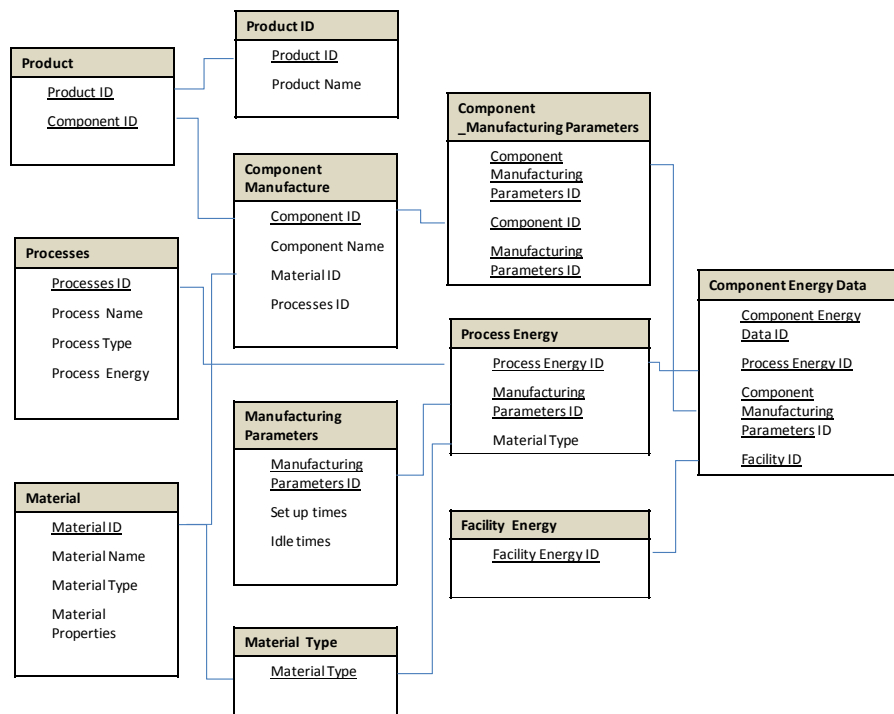 Product
Product ID
Component ID
Product ID
Product ID
Product Name
Component
_Manufacturing Parameters
Component
Manufacturing
Parameters ID
Component ID
Manufacturing
Parameters ID
Component
Manufacture
Component ID
Component Name
Material ID
Processes ID
Processes
Processes ID
Process Name
Process Type
Process Energy
Component Energy Data
Component Energy
Data ID
Process Energy ID
Component
Manufacturing
Parameters ID
Facility ID
Process Energy
Process Energy ID
Manufacturing
Parameters ID
Material Type
Manufacturing
Parameters
Manufacturing
Parameters ID
Set up times
Idle times
Material
Material ID
Material Name
Material Type
Material
Properties
Facility Energy
Facility Energy ID
Material Type
Material Type